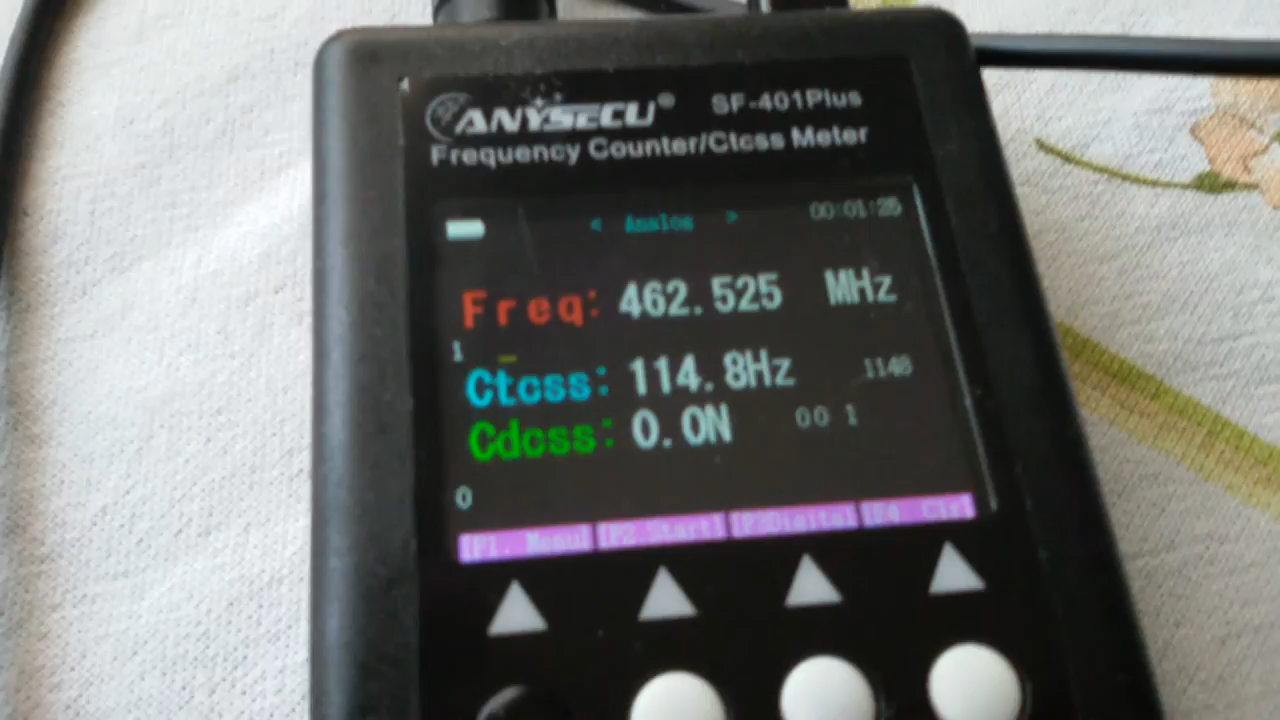 ANYSECU® SF-401Plus
Frequency Counter/Ctcss Meter
< Analog > 00:01:25
Freq: 462.525 MHz
1
Ctcss: 114.8Hz 1148
Cdcss: 0.0N 00 1
0
[F1. Menu] [F2.Start] [F3Digital [F4. Clr]